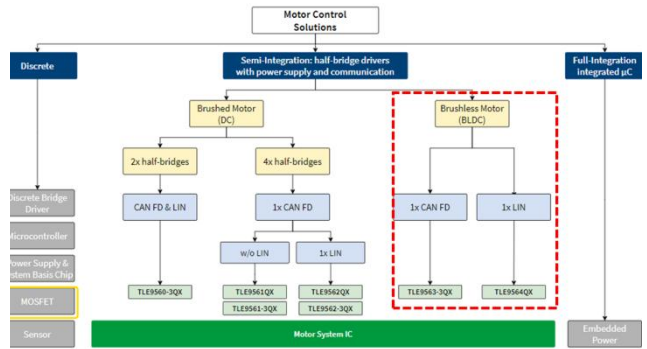 Motor Control
Solutions
Discrete
Semi-Integration: half-bridge drivers
with power supply and communication
Full-Integration
integrated µC
Brushed Motor
(DC)
Brushless Motor
(BLDC)
2x half-bridges
4x half-bridges
CAN FD & LIN
1x CAN FD
1x CAN FD
1x LIN
w/o LIN
1x LIN
TLE9560-3QX
TLE9561QX
TLE9562QX
TLE9563-3QX
TLE9564QX
TLE9561-3QX
TLE9562-3QX
Discrete Bridge
Driver
Microcontroller
Power Supply &
System Basis Chip
MOSFET
Sensor
Motor System IC
Embedded
Power